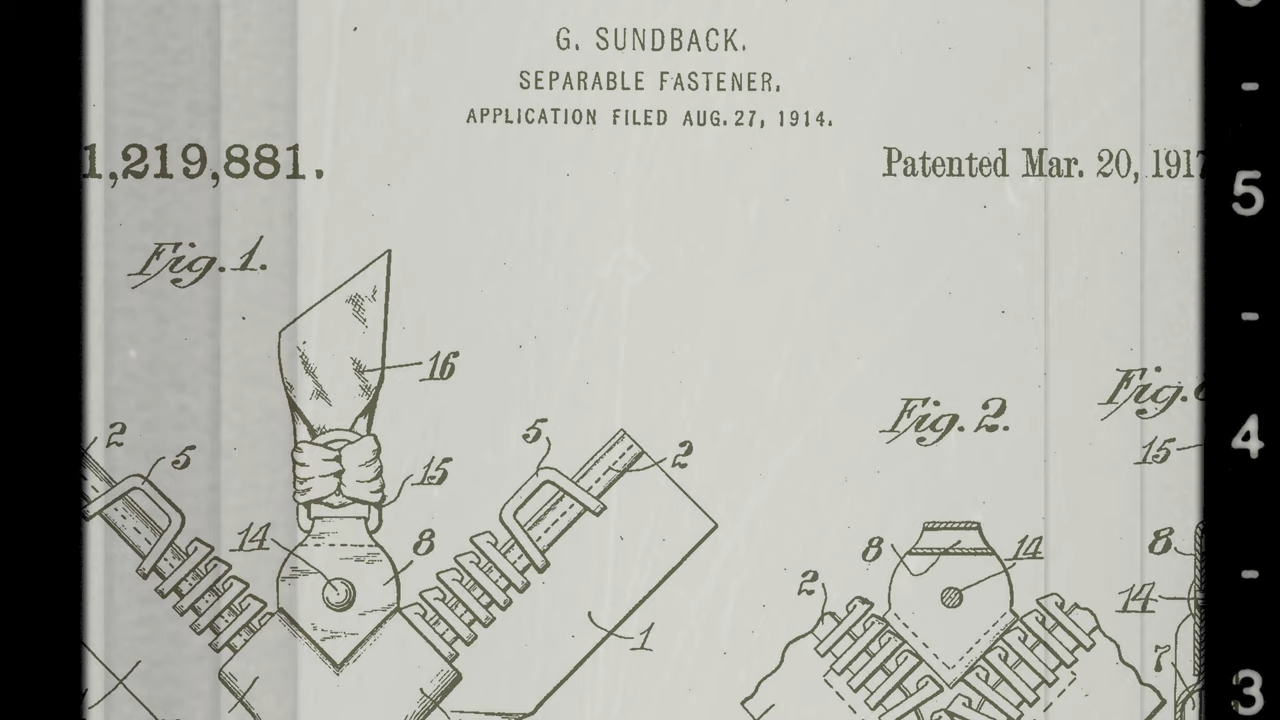 G. SUNDBACK.
SEPARABLE FASTENER.
APPLICATION FILED AUG. 27, 1914.
1,219,881.
Patented Mar. 20, 1917
Fig. 1.
16
2
5
15
14
8
5
2
1
Fig. 2.
8
14
2
Fig.
15
8
14
7
5
4
3